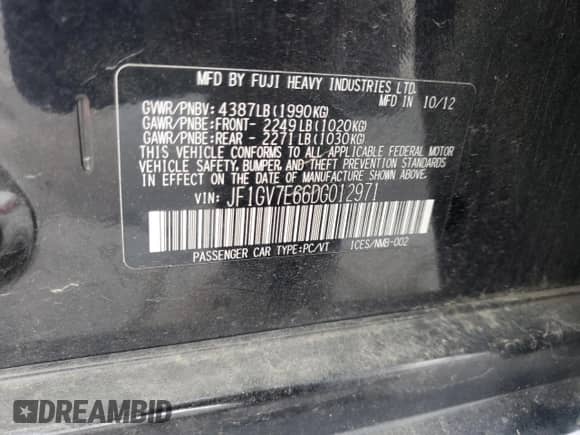 MFD BY FUJI HEAVY INDUSTRIES LTD.
MFD IN 10/12
GVWR/PNBV: 4387LB(1990KG)
GAWR/PNBE:FRONT- 2249LB(1020KG)
GAWR/PNBE:REAR - 2271LB(1030KG)
THIS VEHICLE CONFORMS TO ALL APPLICABLE FEDERAL MOTOR
VEHICLE SAFETY, BUMPER, AND THEFT PREVENTION STANDARDS
IN EFFECT ON THE DATE OF MANUFACTURE SHOWN ABOVE.
VIN: JF1GV7E66DG012971
PASSENGER CAR TYPE:PC/VT ICES/NMB-002
DREAMBID